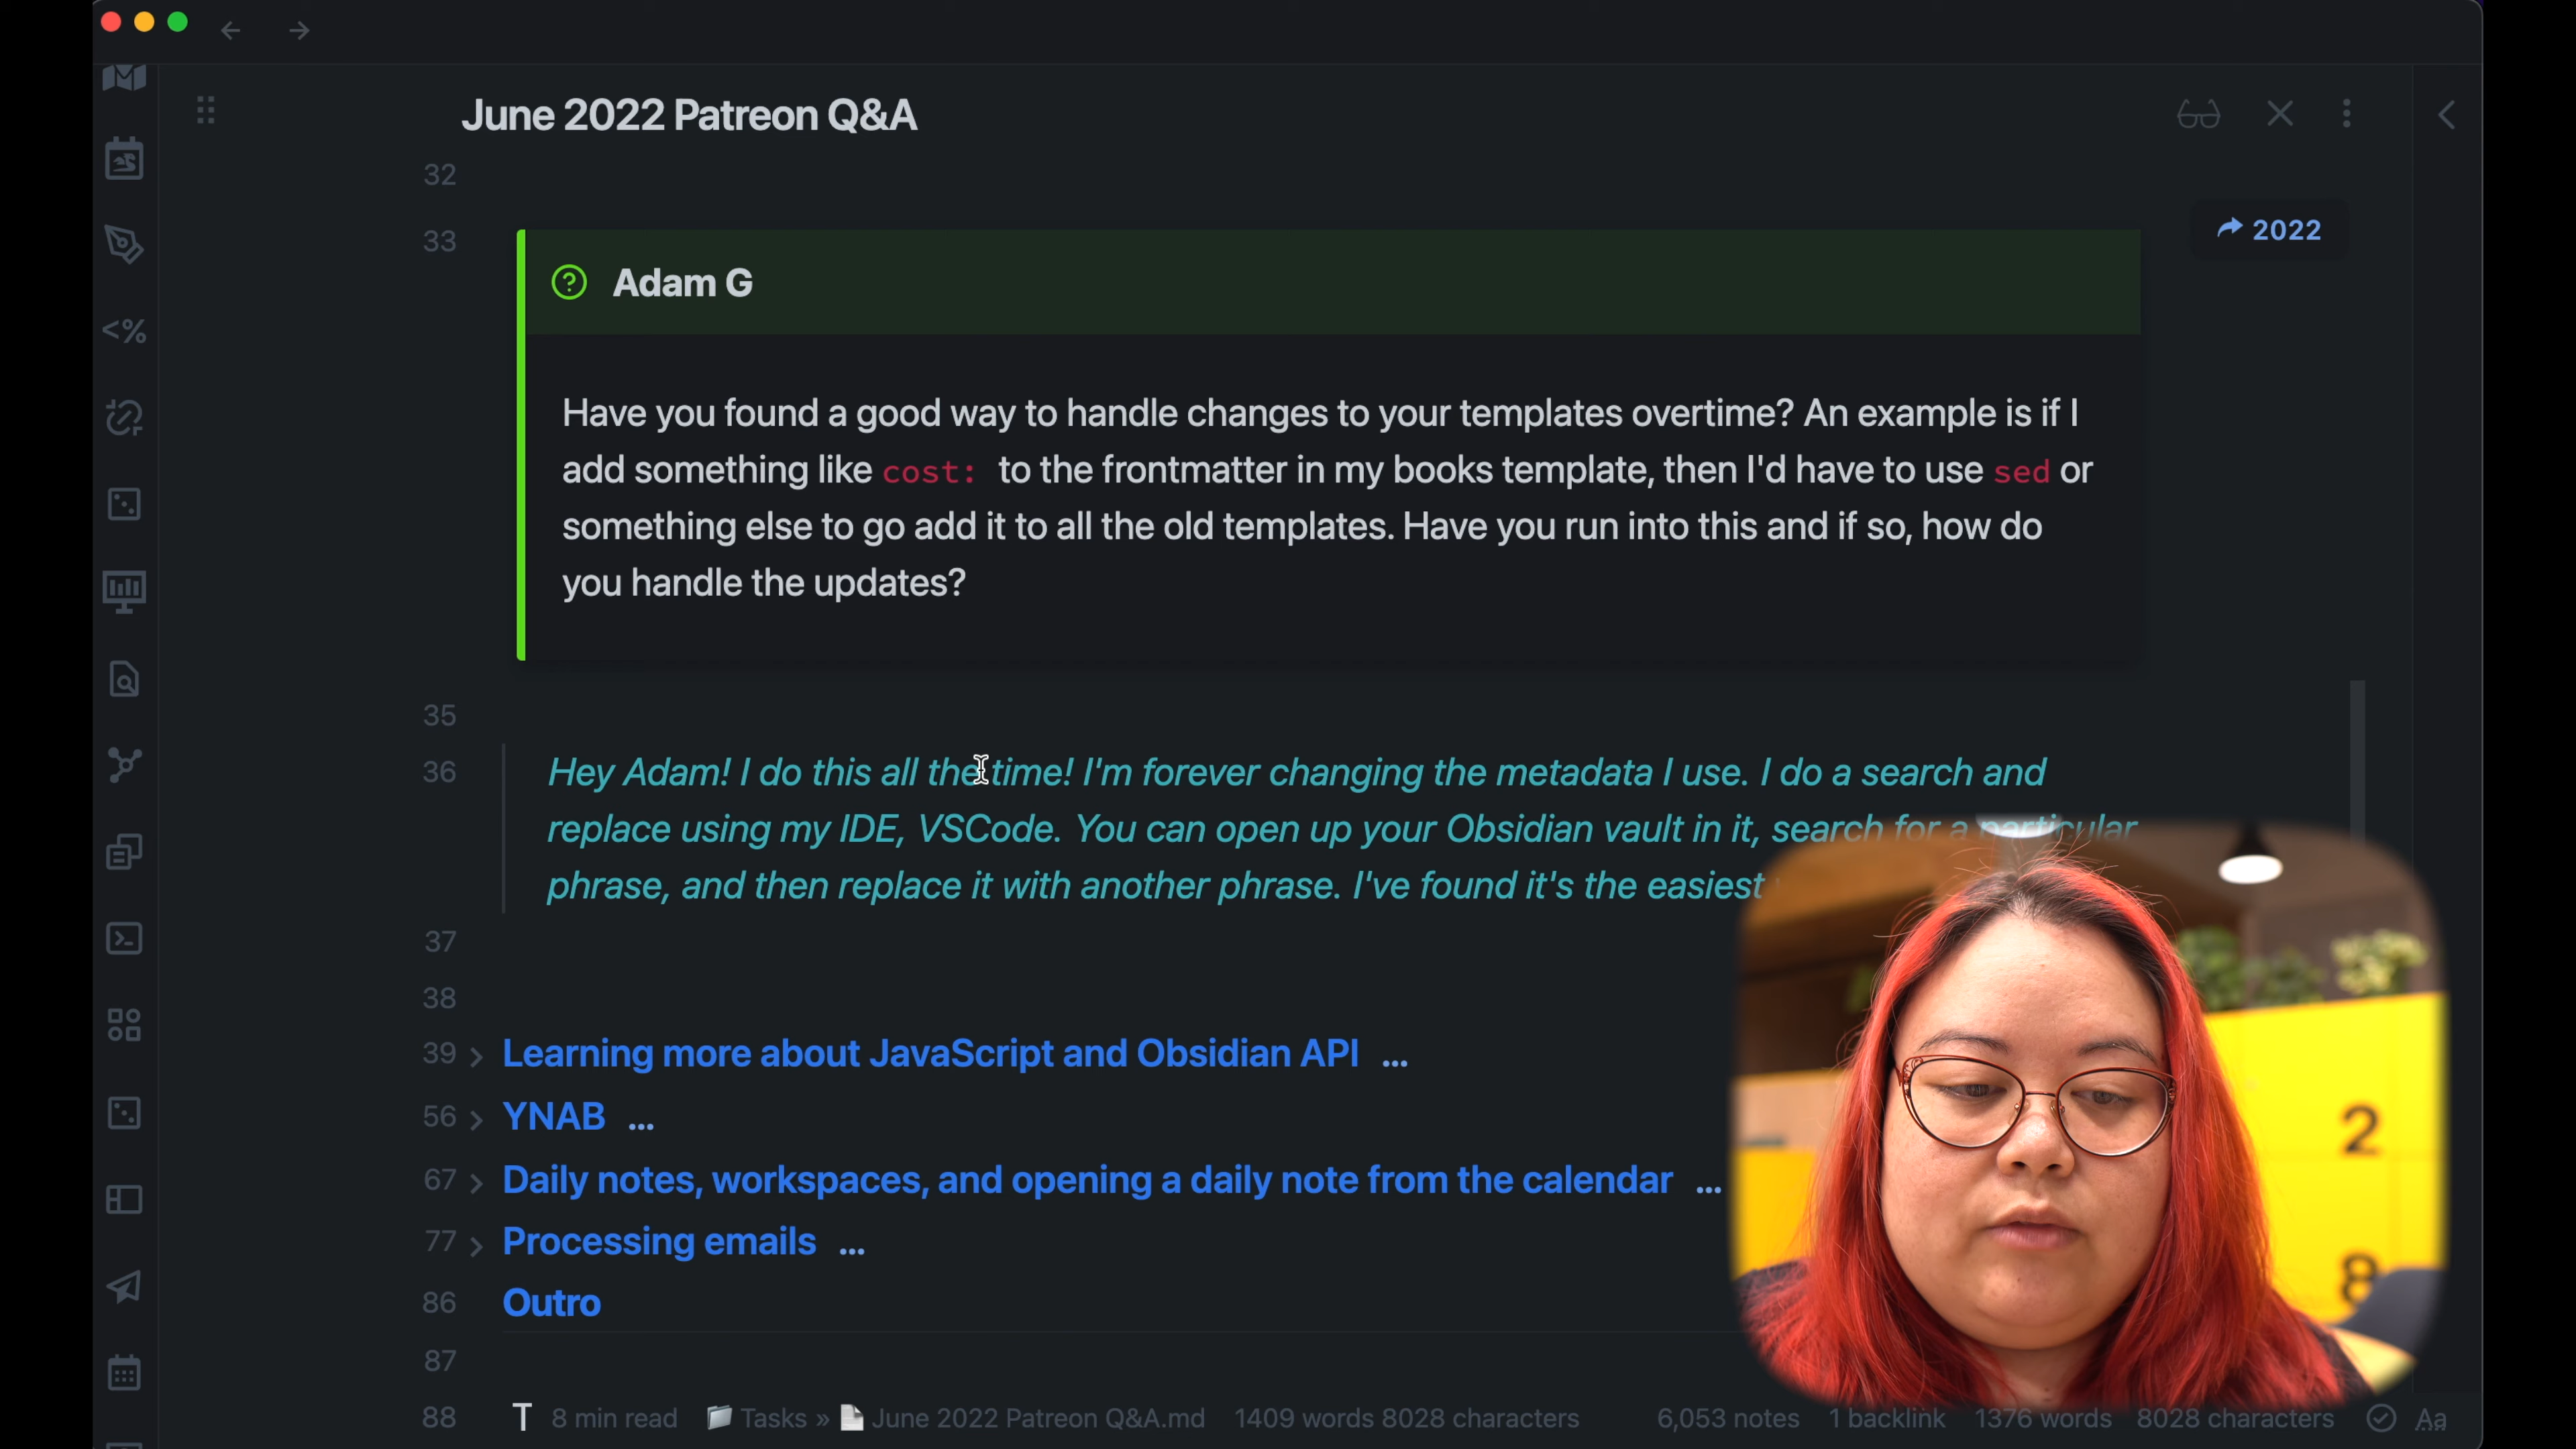 June 2022 Patreon Q&A
32
33
2022
Adam G
Have you found a good way to handle changes to your templates overtime? An example is if I
add something like cost: to the frontmatter in my books template, then I'd have to use sed or
something else to go add it to all the old templates. Have you run into this and if so, how do
you handle the updates?
35
36 Hey Adam! I do this all the time! I'm forever changing the metadata I use. I do a search and
replace using my IDE, VSCode. You can open up your Obsidian vault in it, search for a particular
phrase, and then replace it with another phrase. I've found it's the easiest
37
38
39 Learning more about JavaScript and Obsidian API ...
56 YNAB ...
67 Daily notes, workspaces, and opening a daily note from the calendar ...
77 Processing emails ...
86 Outro
87
88 T 8 min read Tasks » June 2022 Patreon Q&A.md 1409 words 8028 characters 6,053 notes 1 backlink 1376 words 8028 characters Aa
<%
2
8